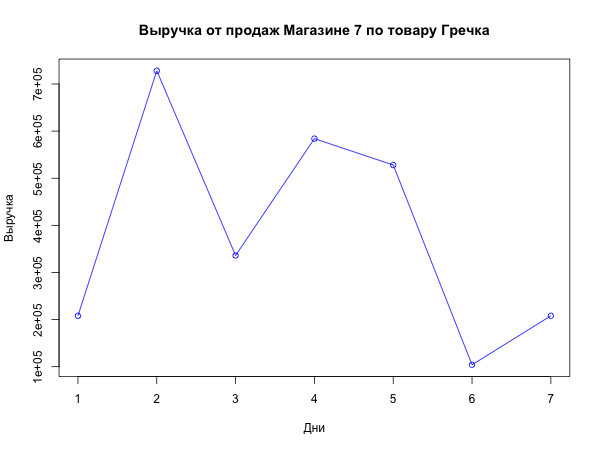 Выручка от продаж Магазине 7 по товару Гречка
Выручка
7e+05
6e+05
5e+05
4e+05
3e+05
2e+05
1e+05
1 2 3 4 5 6 7
Дни